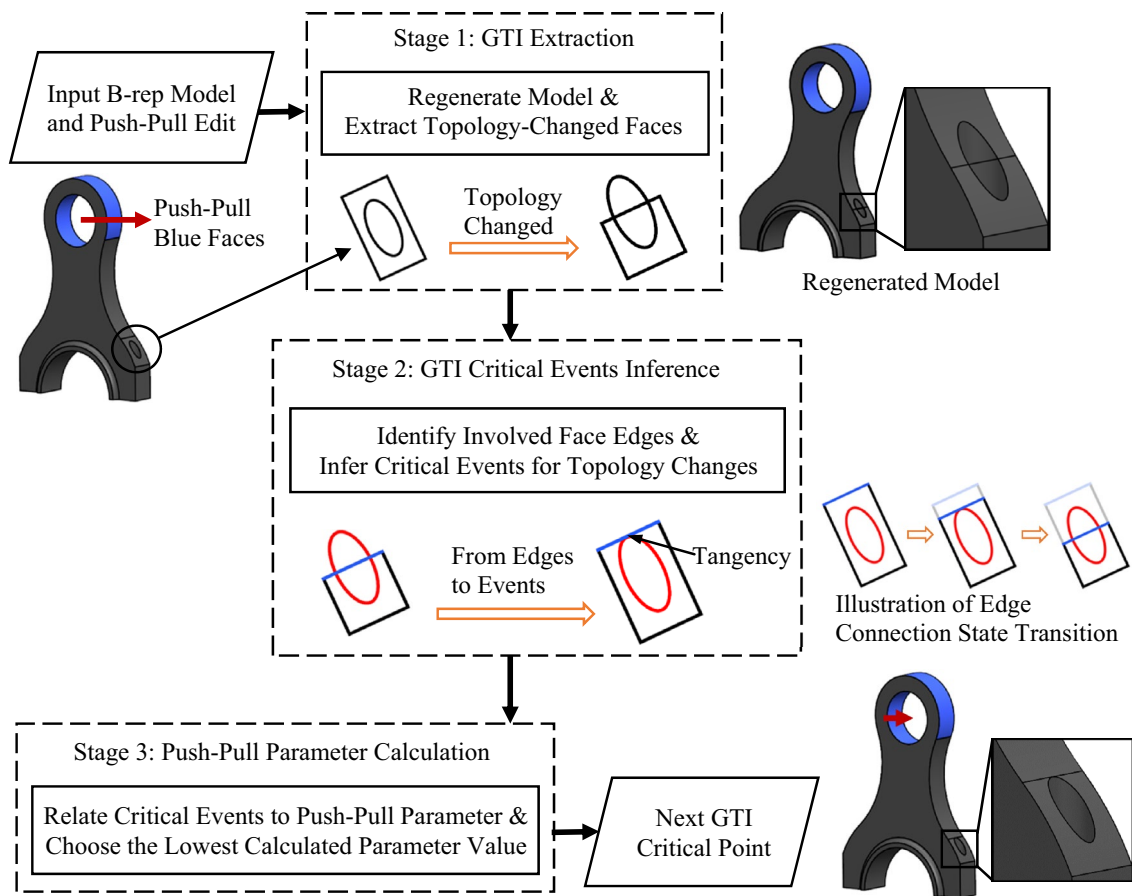 Stage 1: GTI Extraction
Input B-rep Model
and Push-Pull Edit
Regenerate Model &
Extract Topology-Changed Faces
Push-Pull
Blue Faces
Topology
Changed
Regenerated Model
Stage 2: GTI Critical Events Inference
Identify Involved Face Edges &
Infer Critical Events for Topology Changes
From Edges
to Events
Tangency
Illustration of Edge
Connection State Transition
Stage 3: Push-Pull Parameter Calculation
Relate Critical Events to Push-Pull Parameter &
Choose the Lowest Calculated Parameter Value
Next GTI
Critical Point